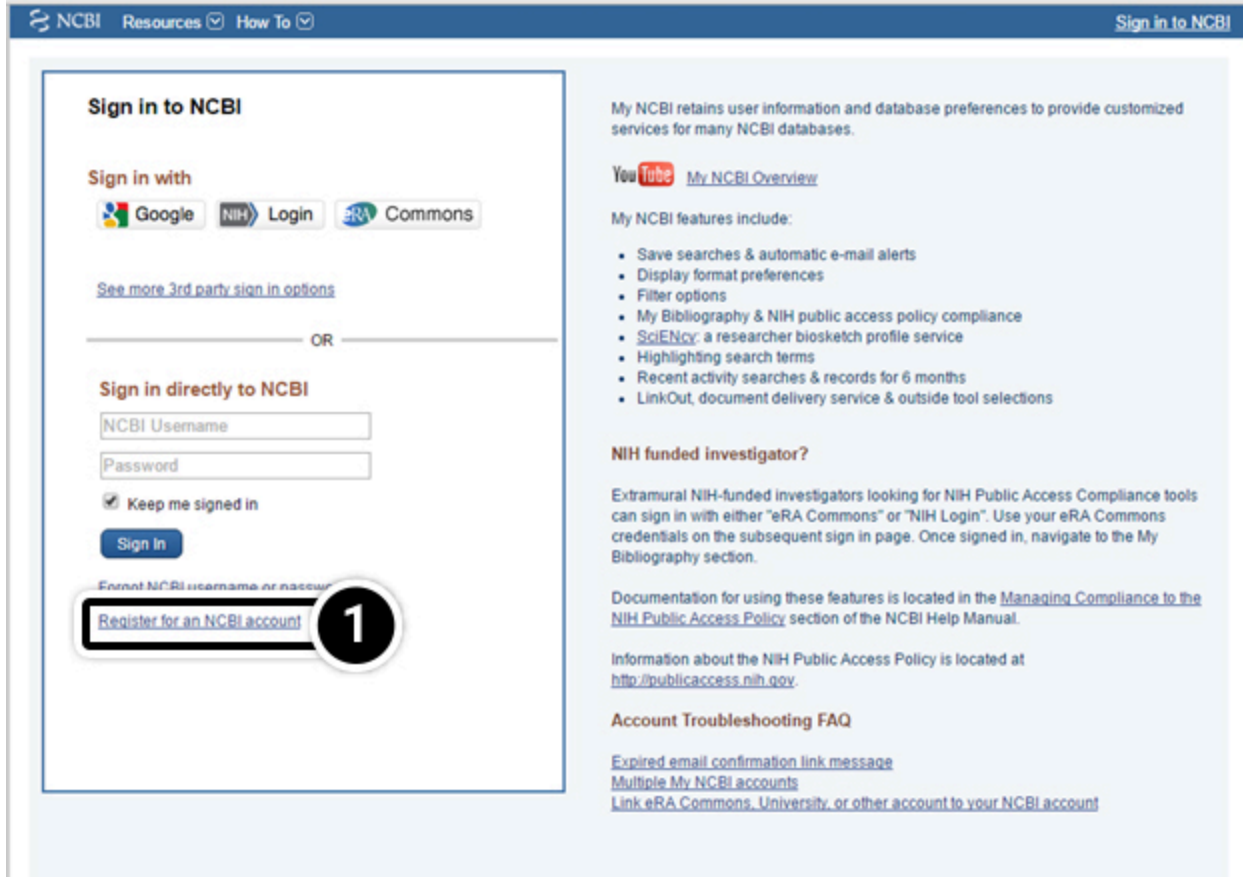 NCBI Resources How To Sign in to NCBI
Sign in to NCBI
Sign in with
Google NIH Login eRA Commons
See more 3rd party sign in options
OR
Sign in directly to NCBI
NCBI Username
Password
Keep me signed in
Sign In
Forgot NCBI username or
Register for an NCBI account 1
My NCBI retains user information and database preferences to provide customized
services for many NCBI databases.
YouTube My NCBI Overview
My NCBI features include:
• Save searches & automatic e-mail alerts
• Display format preferences
• Filter options
• My Bibliography & NIH public access policy compliance
• SciENcv: a researcher biosketch profile service
• Highlighting search terms
• Recent activity searches & records for 6 months
• LinkOut, document delivery service & outside tool selections
NIH funded investigator?
Extramural NIH-funded investigators looking for NIH Public Access Compliance tools
can sign in with either "eRA Commons" or "NIH Login". Use your eRA Commons
credentials on the subsequent sign in page. Once signed in, navigate to the My
Bibliography section.
Documentation for using these features is located in the Managing Compliance to the
NIH Public Access Policy section of the NCBI Help Manual.
Information about the NIH Public Access Policy is located at
http://publicaccess.nih.gov.
Account Troubleshooting FAQ
Expired email confirmation link message
Multiple My NCBI accounts
Link eRA Commons, University, or other account to your NCBI account